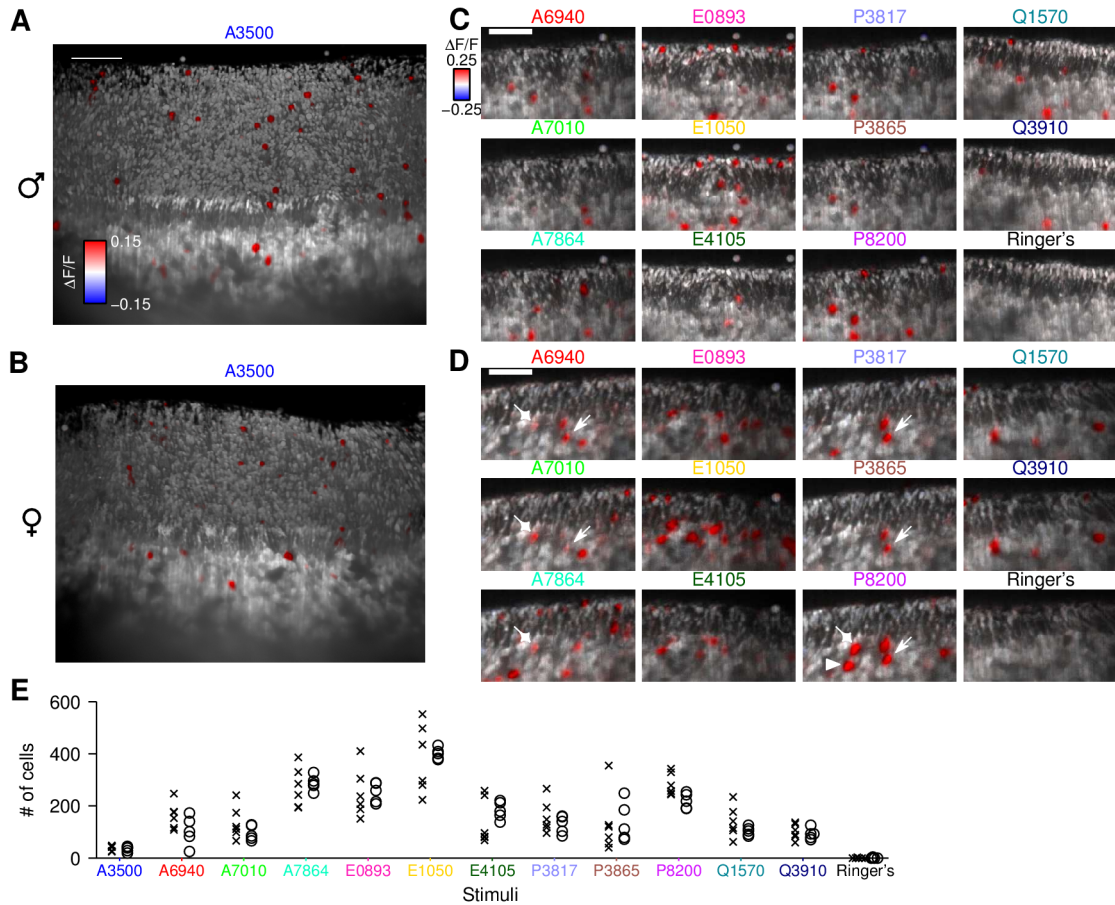 A
A3500
0.15
ΔF/F
−0.15
♂
B
A3500
♀
C
A6940 E0893 P3817 Q1570
ΔF/F
0.25
−0.25
A7010 E1050 P3865 Q3910
A7864 E4105 P8200 Ringer's
D
A6940 E0893 P3817 Q1570
A7010 E1050 P3865 Q3910
A7864 E4105 P8200 Ringer's
E
# of cells
600
400
200
0
A3500 A6940 A7010 A7864 E0893 E1050 E4105 P3817 P3865 P8200 Q1570 Q3910 Ringer's
Stimuli